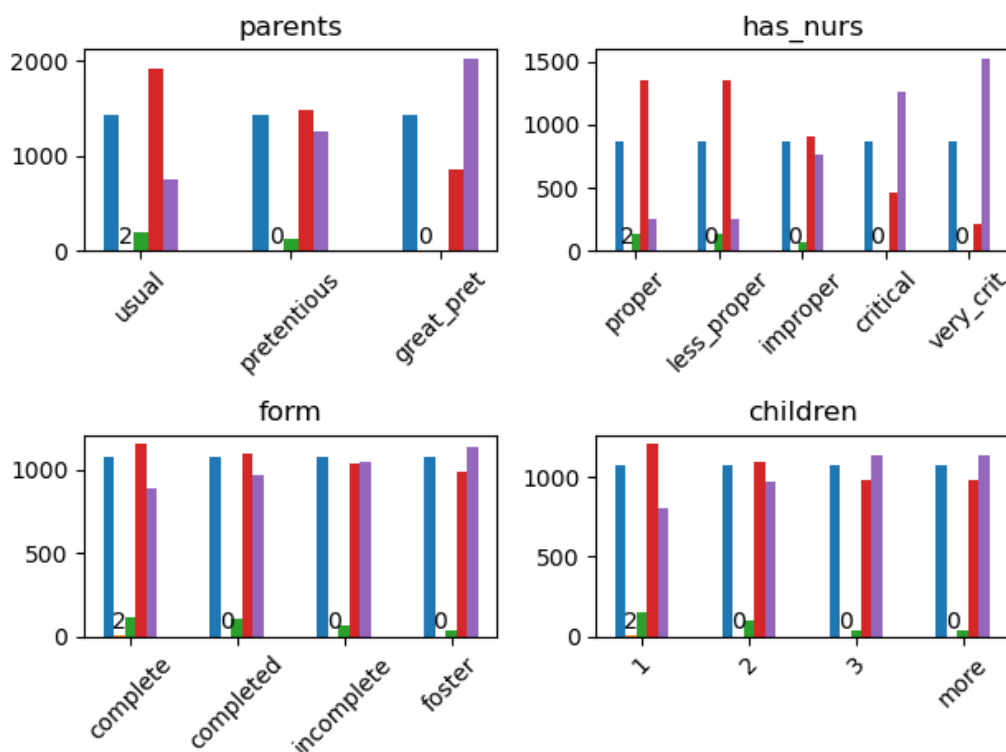 parents
2000
1000
0
2
0
0
usual
pretentious
great_pret
has_nurs
1500
1000
500
0
2
0
0
0
0
proper
less_proper
improper
critical
very_crit
form
1000
500
0
2
0
0
0
complete
completed
incomplete
foster
children
1000
500
0
2
0
0
0
1
2
3
more